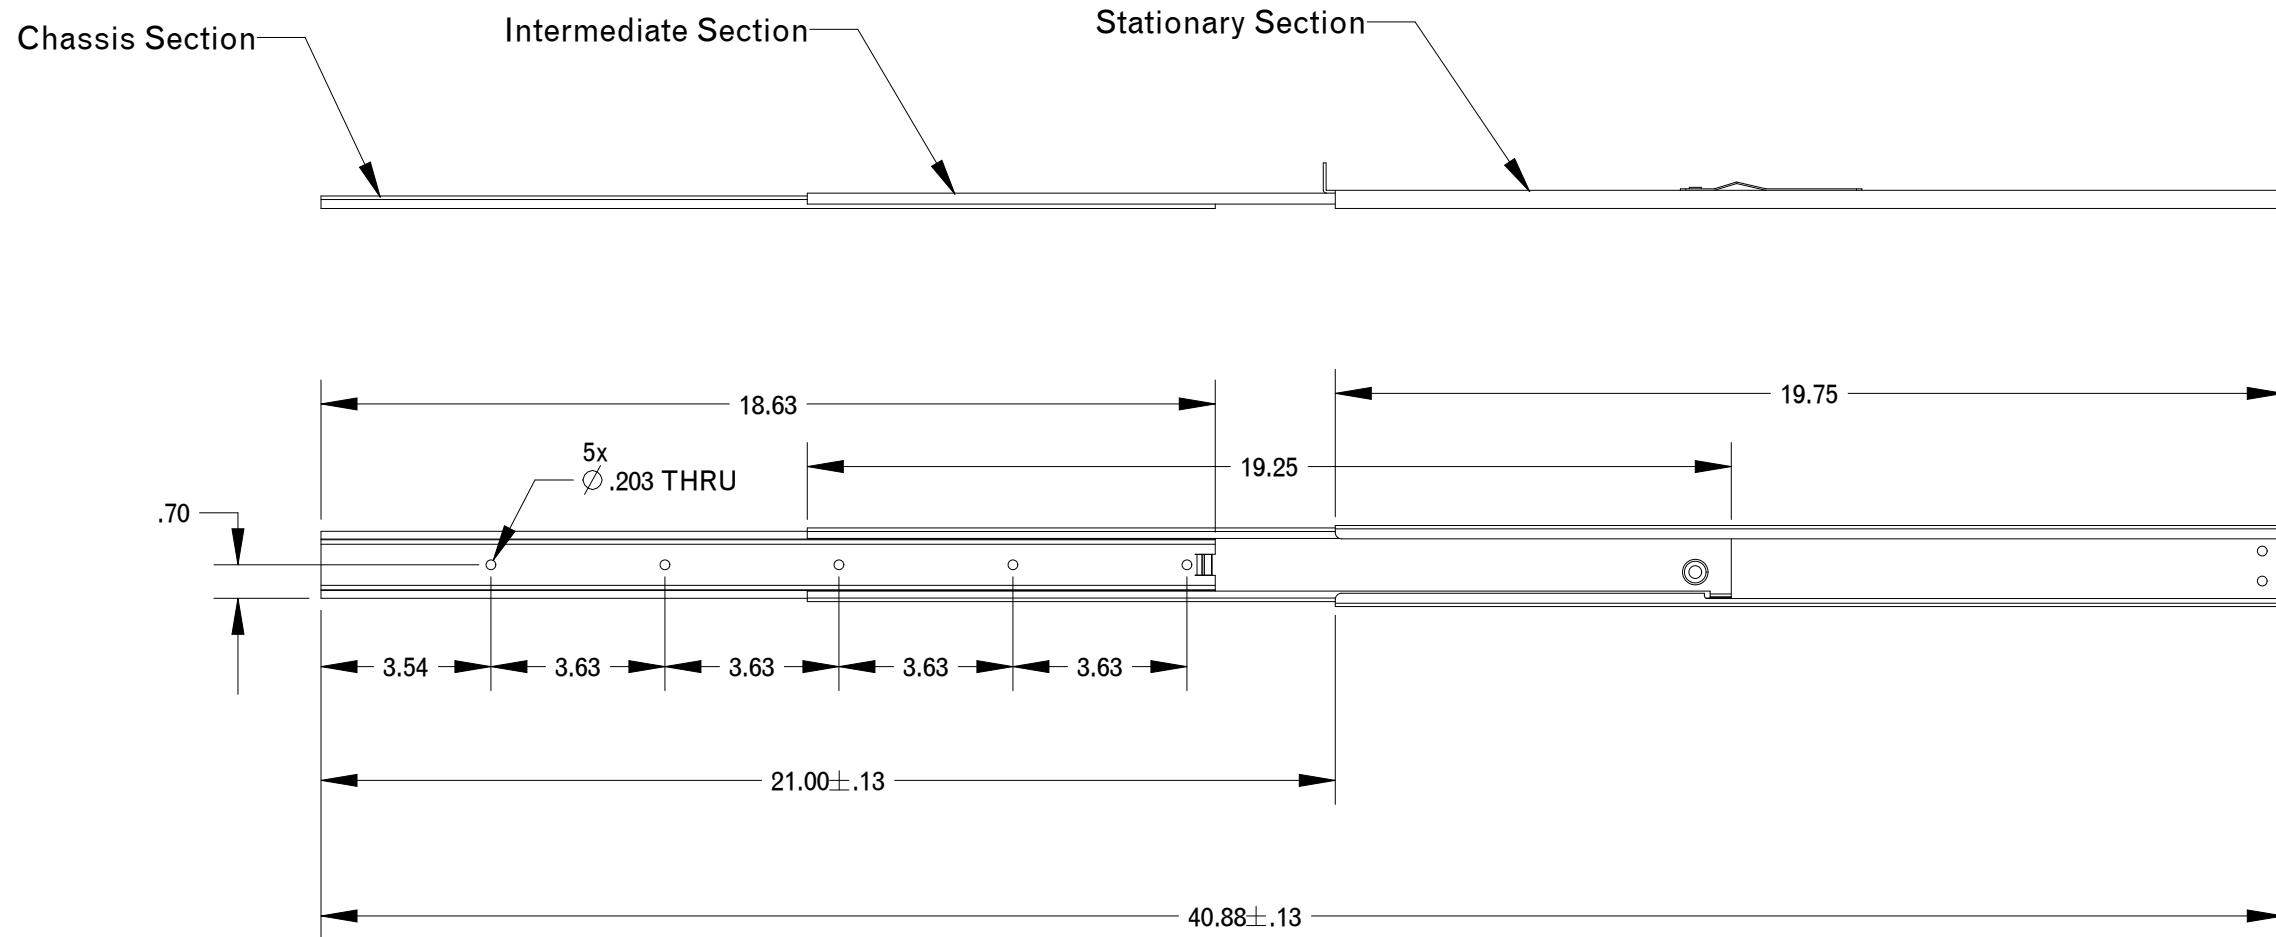 Chassis Section
Intermediate Section
Stationary Section
18.63
19.75
5x
∅ .203 THRU
19.25
.70
3.54
3.63
3.63
3.63
3.63
21.00±.13
40.88±.13